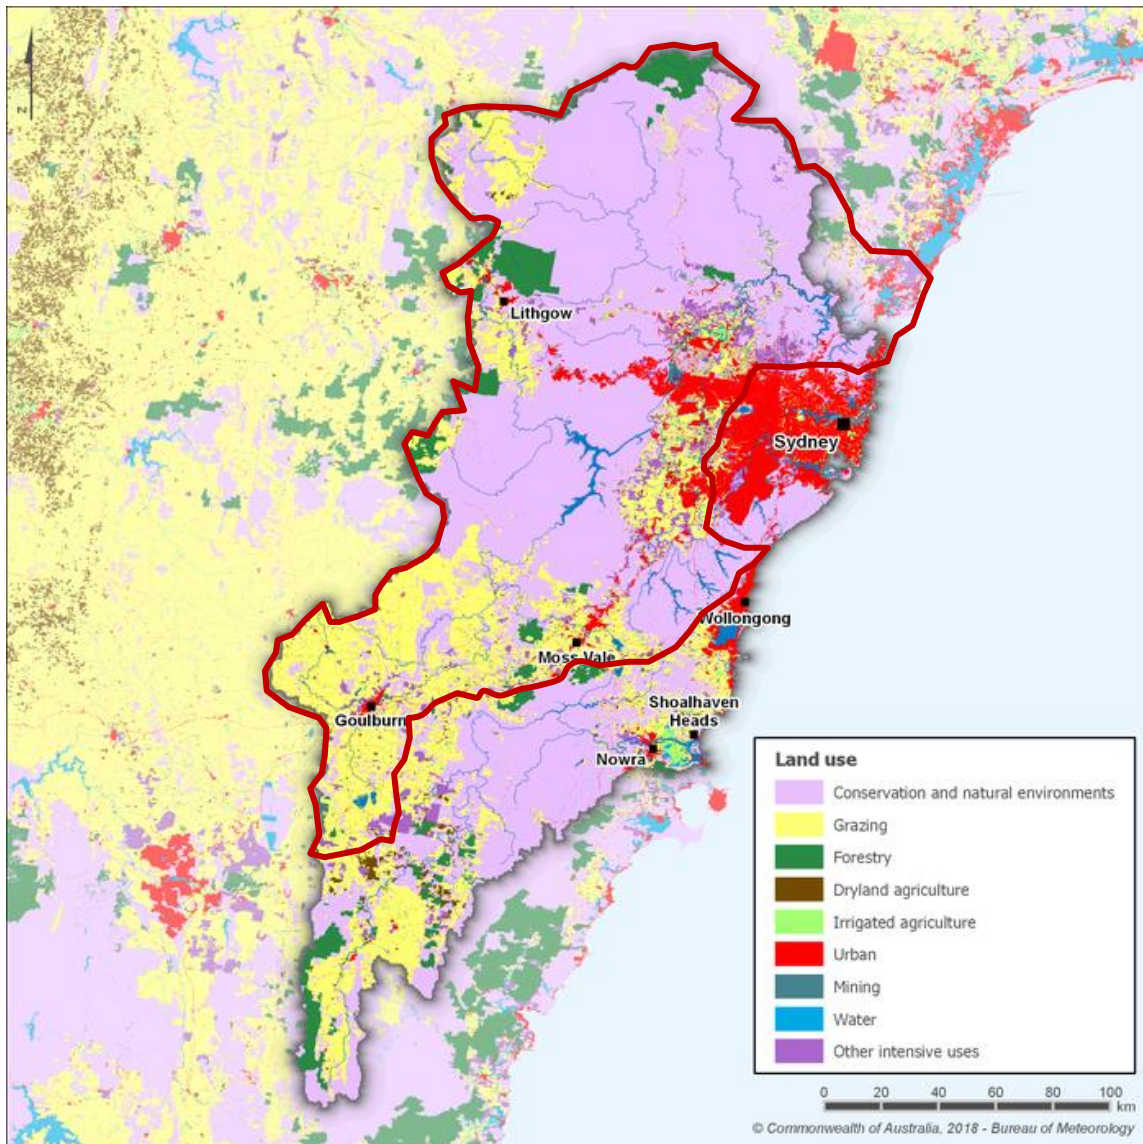 Z
Lithgow
Sydney
Wollongong
Moss Vale
Shoalhaven
Heads
Goulburn
Nowra
Land use
Conservation and natural environments
Grazing
Forestry
Dryland agriculture
Irrigated agriculture
Urban
Mining
Water
Other intensive uses
0 20 40 60 80 100
km
© Commonwealth of Australia, 2018 - Bureau of Meteorology